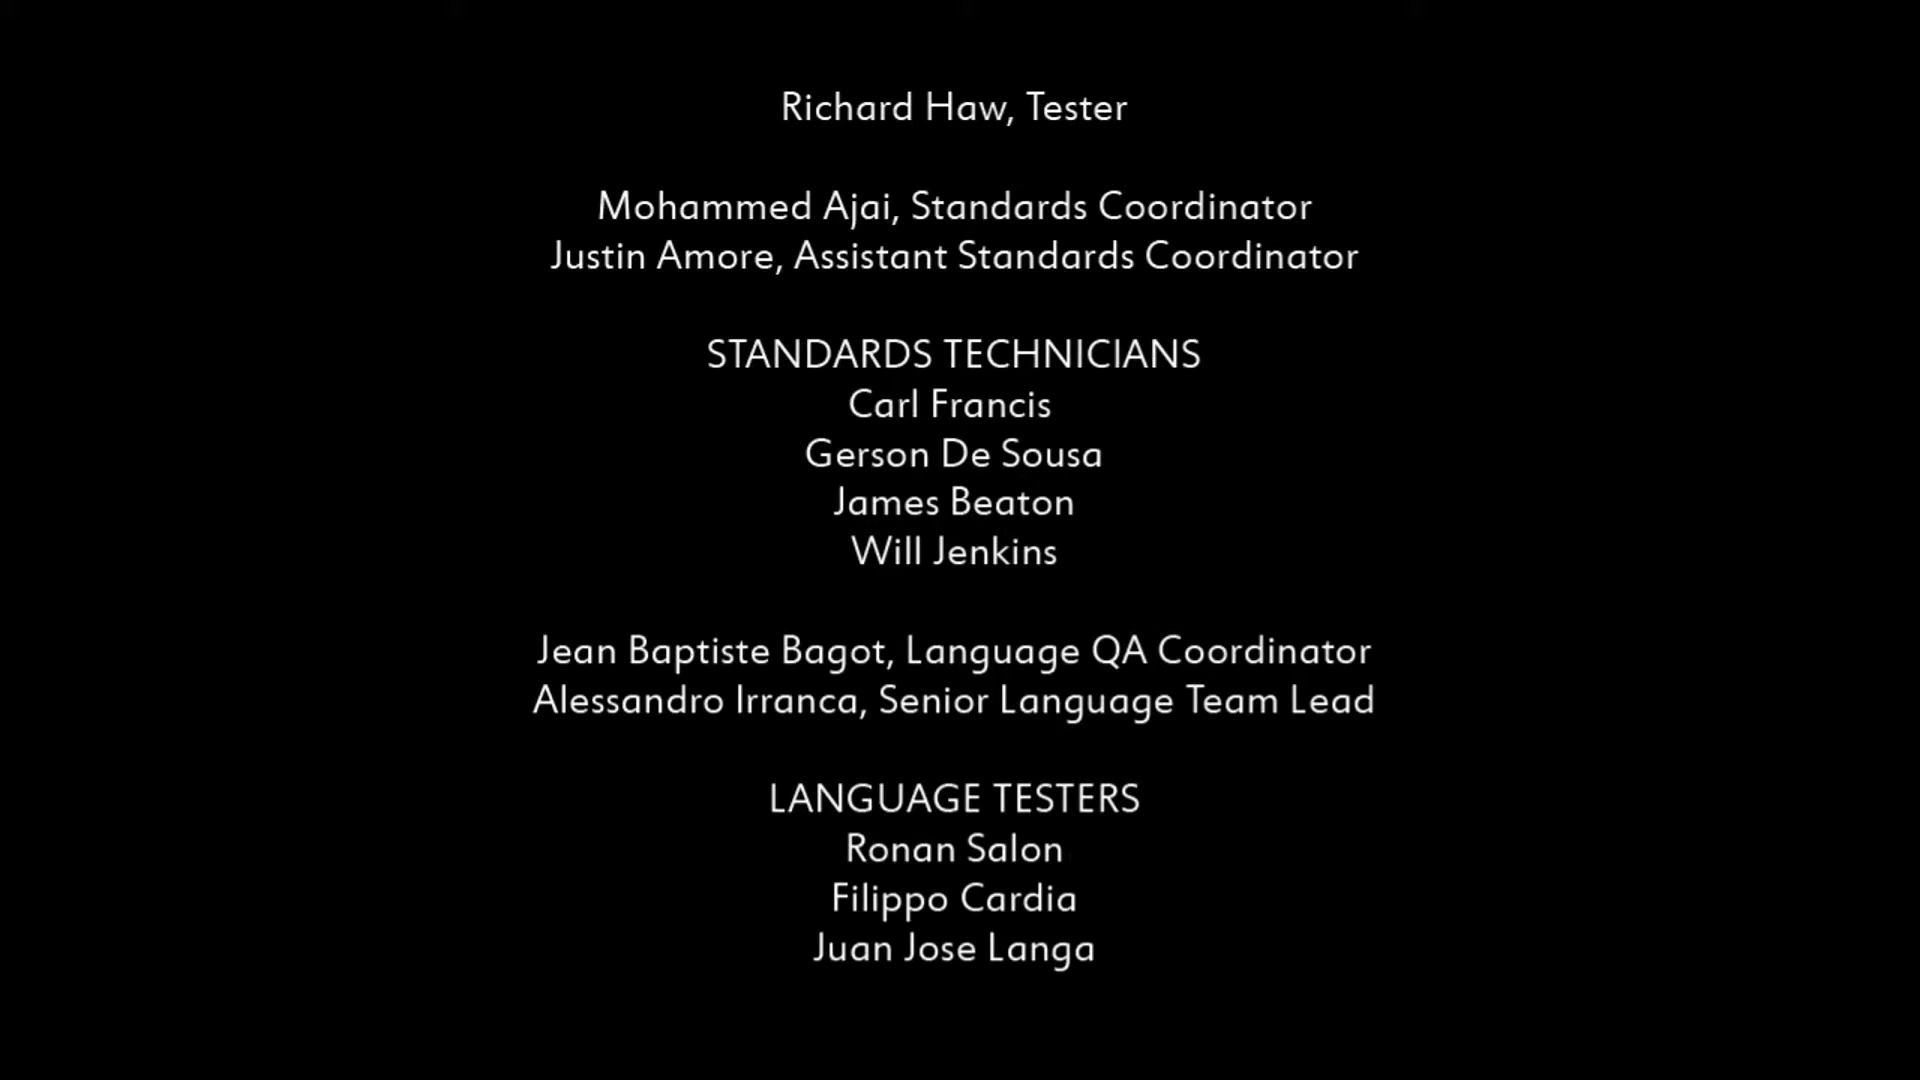 Richard Haw, Tester
Mohammed Ajai, Standards Coordinator
Justin Amore, Assistant Standards Coordinator
STANDARDS TECHNICIANS
Carl Francis
Gerson De Sousa
James Beaton
Will Jenkins
Jean Baptiste Bagot, Language QA Coordinator
Alessandro Irranca, Senior Language Team Lead
LANGUAGE TESTERS
Ronan Salon
Filippo Cardia
Juan Jose Langa